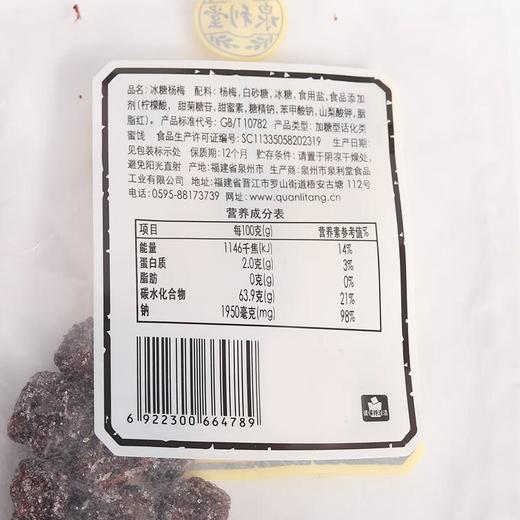 泉利堂
品名:冰糖杨梅 配料:杨梅,白砂糖,冰糖,食用盐,食品添加
剂(柠檬酸, 甜菊糖苷,甜蜜素,糖精钠,苯甲酸钠,山梨酸钾,胭
脂红)。产品标准代号:GB/T10782 产品类型:加糖型话化类
蜜饯 食品生产许可证编号:SC11335058202319 生产日期:
见包装标示处 保质期:12个月 贮存条件:请置于阴凉干燥处,
避免阳光直射 产地:福建省泉州市 生产商:泉州市泉利堂食品
工业有限公司 地址:福建省晋江市罗山街道梧安古塘 112号
电话:0595-88173739 网址:www.quanlitang.cn
营养成分表
项目 每100克(g) 营养素参考值%
能量 1146千焦(kJ) 14%
蛋白质 2.0克(g) 3%
脂肪 0克(g) 0%
碳水化合物 63.9克(g) 21%
钠 1950毫克(mg) 98%
6 922300 664789